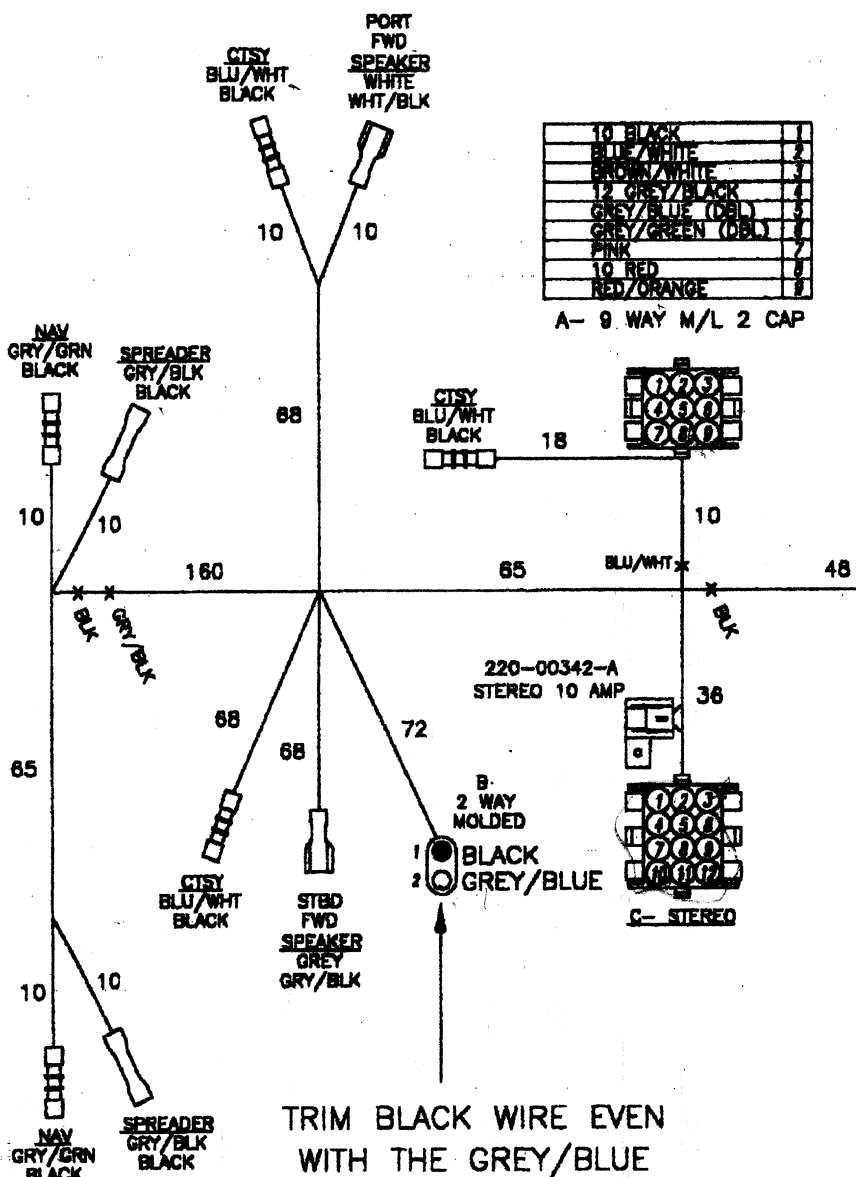 PORT
FWD
SPEAKER
WHITE
WHT/BLK
CTSY
BLU/WHT
BLACK
10
10
10 BLACK 1
BLUE/WHITE 2
BROWN/WHITE 3
12 GREY/BLACK 4
GREY/BLUE (DBL) 5
GREY/GREEN (DBL) 6
PINK 7
10 RED 8
RED/ORANGE 9
A- 9 WAY M/L 2 CAP
NAV
GRY/GRN
BLACK
SPREADER
GRY/BLK
BLACK
68
CTSY
BLU/WHT
BLACK
18
1 2 3
4 5 6
7 8 9
10
10
10
160
65
BLU/WHT
48
BLK
GRY/BLK
BLK
220-00342-A
STEREO 10 AMP
36
68
68
72
65
B
2 WAY
MOLDED
1 BLACK
2 GREY/BLUE
1 2 3
4 5 6
7 8 9
10 11 12
C- STEREO
CTSY
BLU/WHT
BLACK
STBD
FWD
SPEAKER
GREY
GRY/BLK
10
10
NAV
GRY/GRN
BLACK
SPREADER
GRY/BLK
BLACK
TRIM BLACK WIRE EVEN
WITH THE GREY/BLUE